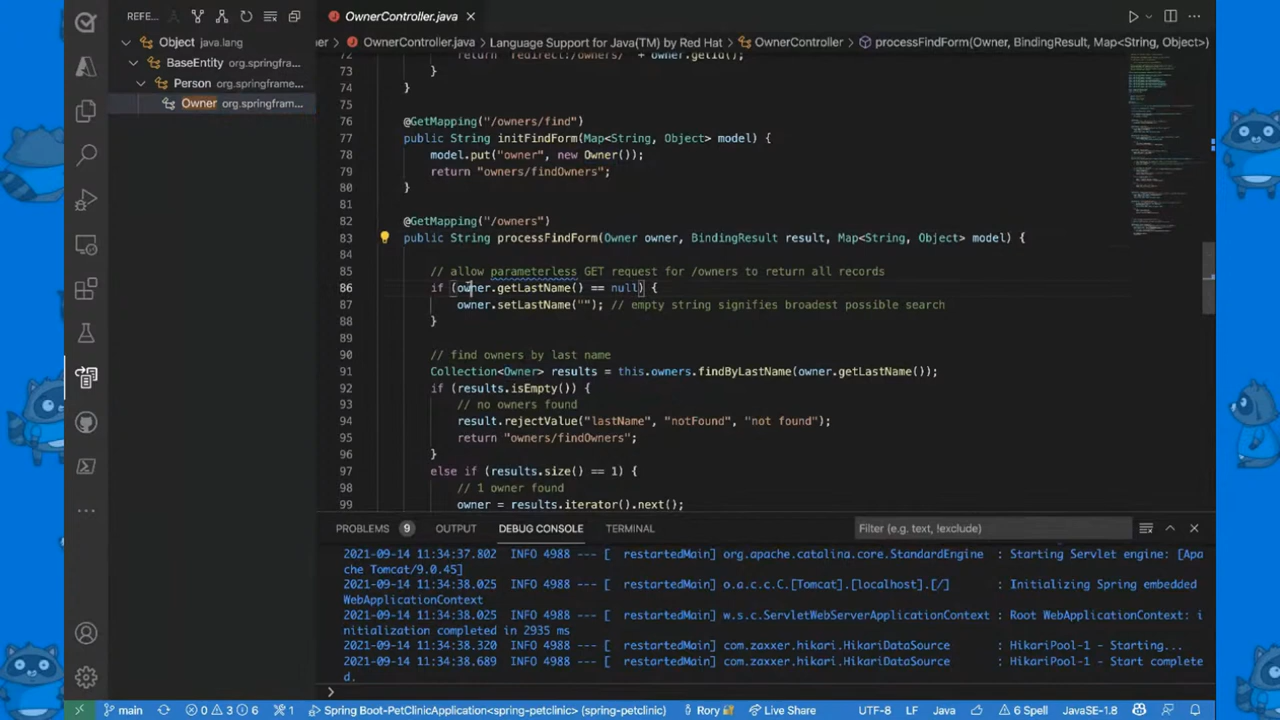 REFE...
OwnerController.java
Object java.lang
BaseEntity org.springfra...
Person org.springframe...
Owner org.springfram...
er > OwnerController.java > Language Support for Java(TM) by Red Hat > OwnerController > processFindForm(Owner, BindingResult, Map<String, Object>)
72 return "redirect:/owners/" + owner.getId();
73 }
74 }
75
76 @GetMapping("/owners/find")
77 public String initFindForm(Map<String, Object> model) {
78 model.put("owner", new Owner());
79 return "owners/findOwners";
80 }
81
82 @GetMapping("/owners")
83 public String processFindForm(Owner owner, BindingResult result, Map<String, Object> model) {
84
85 // allow parameterless GET request for /owners to return all records
86 if (owner.getLastName() == null) {
87 owner.setLastName(""); // empty string signifies broadest possible search
88 }
89
90 // find owners by last name
91 Collection<Owner> results = this.owners.findByLastName(owner.getLastName());
92 if (results.isEmpty()) {
93 // no owners found
94 result.rejectValue("lastName", "notFound", "not found");
95 return "owners/findOwners";
96 }
97 else if (results.size() == 1) {
98 // 1 owner found
99 owner = results.iterator().next();
PROBLEMS 9 OUTPUT DEBUG CONSOLE TERMINAL Filter (e.g. text, !exclude)
2021-09-14 11:34:37.802 INFO 4988 --- [ restartedMain] org.apache.catalina.core.StandardEngine : Starting Servlet engine: [Apa
che Tomcat/9.0.45]
2021-09-14 11:34:38.025 INFO 4988 --- [ restartedMain] o.a.c.c.C.[Tomcat].[localhost].[/] : Initializing Spring embedded
WebApplicationContext
2021-09-14 11:34:38.025 INFO 4988 --- [ restartedMain] w.s.c.ServletWebServerApplicationContext : Root WebApplicationContext: i
nitialization completed in 2935 ms
2021-09-14 11:34:38.320 INFO 4988 --- [ restartedMain] com.zaxxer.hikari.HikariDataSource : HikariPool-1 - Starting...
2021-09-14 11:34:38.689 INFO 4988 --- [ restartedMain] com.zaxxer.hikari.HikariDataSource : HikariPool-1 - Start complete
d.
main 0 3 6 1 Spring Boot-PetClinicApplication<spring-petclinic> (spring-petclinic) Rory Live Share UTF-8 LF Java 6 Spell JavaSE-1.8